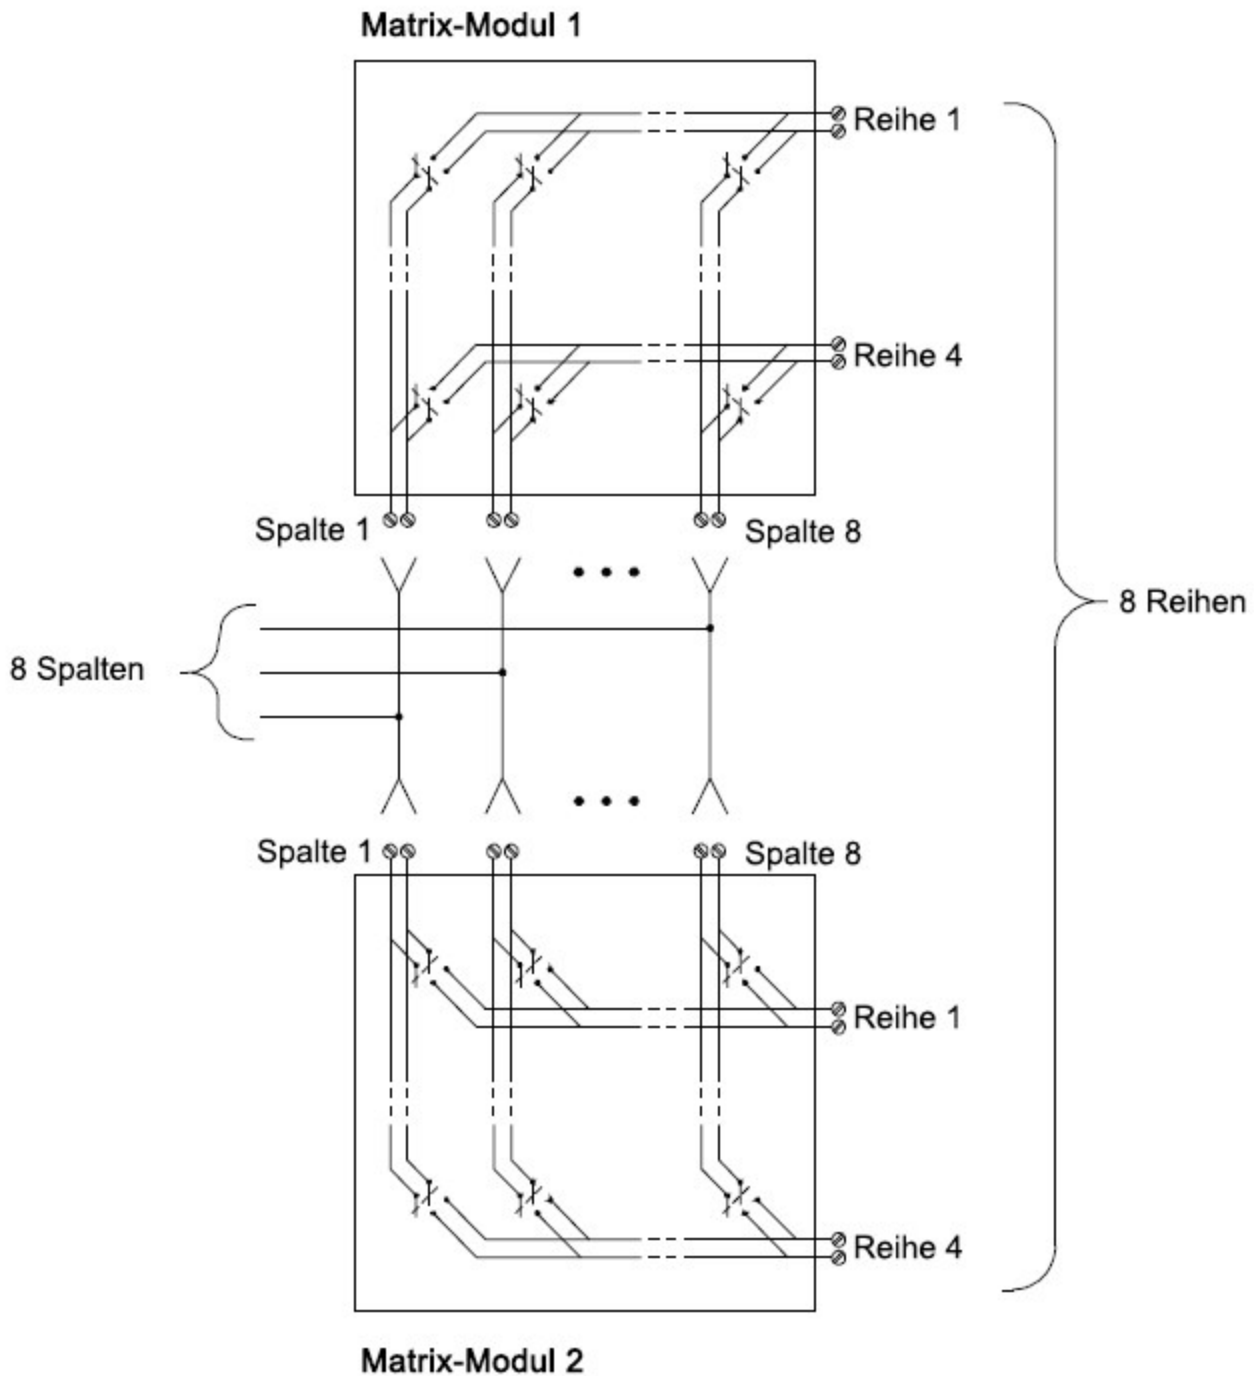 Matrix-Modul 1
Reihe 1
Reihe 4
Spalte 1
Spalte 8
8 Reihen
8 Spalten
Spalte 1
Spalte 8
Reihe 1
Reihe 4
Matrix-Modul 2